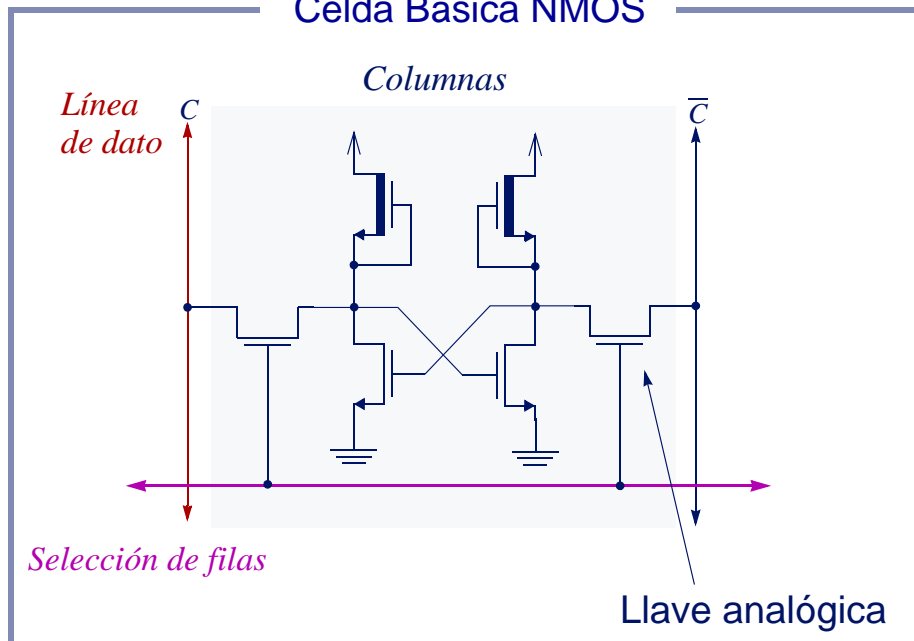 Celda Básica NMOS
Columnas
Línea
de dato
C
C̅
Selección de filas
Llave analógica